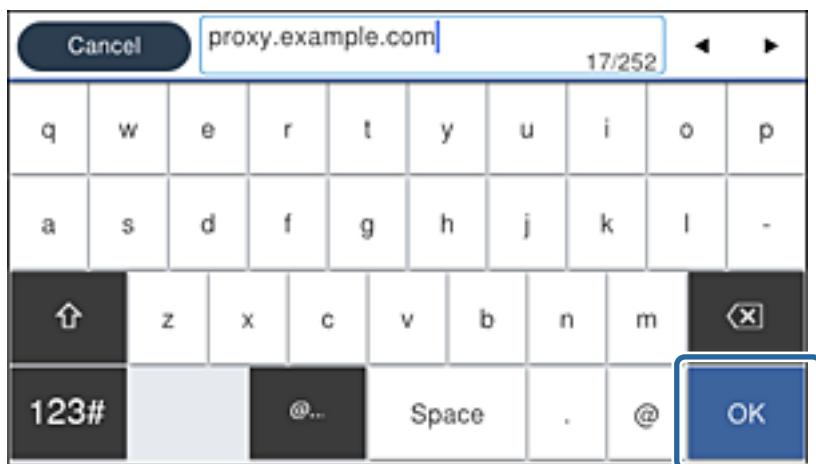 Cancel proxy.example.com
17/252
q w e r t y u i o p
a s d f g h j k l -
z x c v b n m
123# @... Space . @ OK